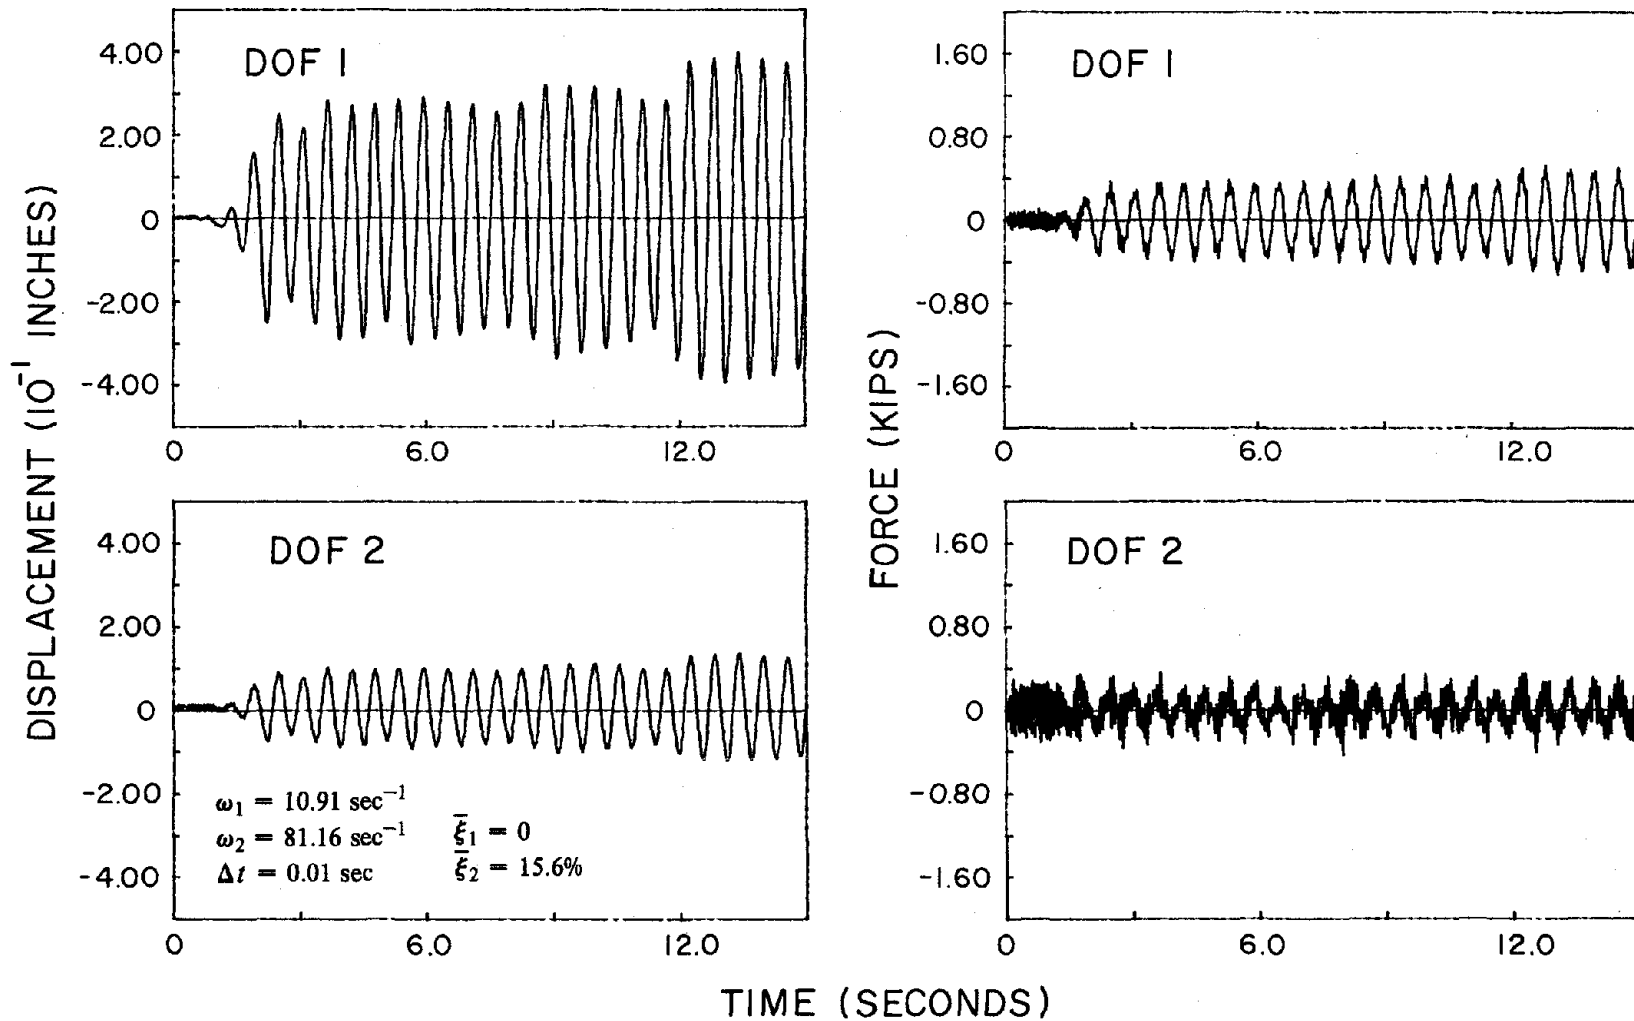 DISPLACEMENT (10⁻¹ INCHES)
DOF 1
4.00
2.00
0
-2.00
-4.00
0 6.0 12.0
DOF 2
4.00
2.00
0
-2.00
-4.00
ω₁ = 10.91 sec⁻¹
ω₂ = 81.16 sec⁻¹
Δt = 0.01 sec
ξ̄₁ = 0
ξ̄₂ = 15.6%
0 6.0 12.0
FORCE (KIPS)
DOF 1
1.60
0.80
0
-0.80
-1.60
0 6.0 12.0
DOF 2
1.60
0.80
0
-0.80
-1.60
0 6.0 12.0
TIME (SECONDS)